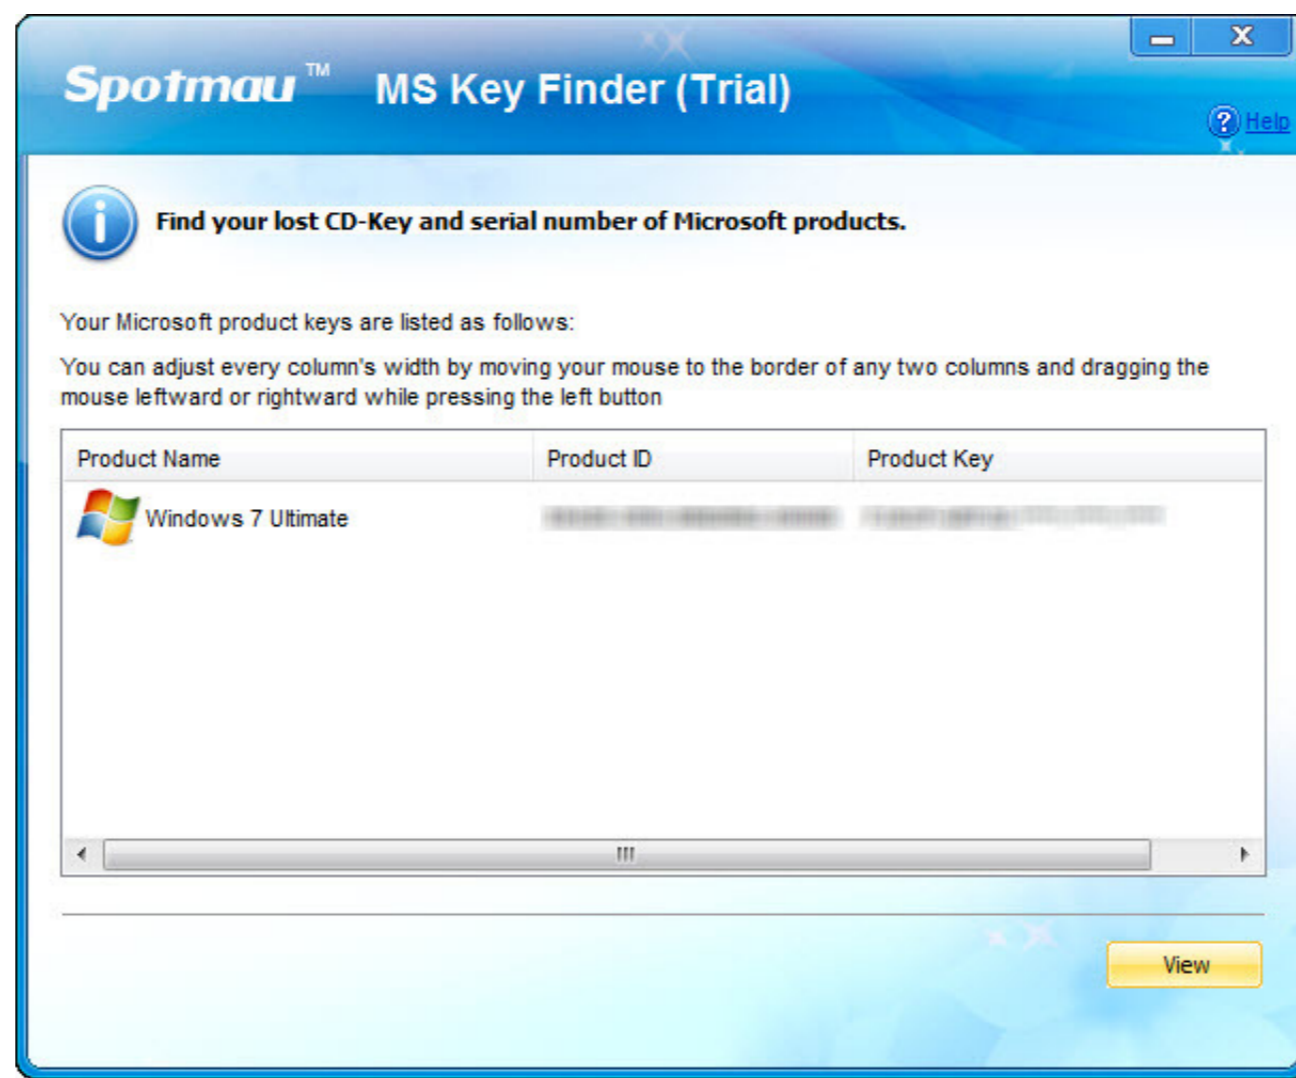 Spotmau™ MS Key Finder (Trial)
Help
Find your lost CD-Key and serial number of Microsoft products.
Your Microsoft product keys are listed as follows:
You can adjust every column's width by moving your mouse to the border of any two columns and dragging the
mouse leftward or rightward while pressing the left button
Product Name Product ID Product Key
Windows 7 Ultimate
View